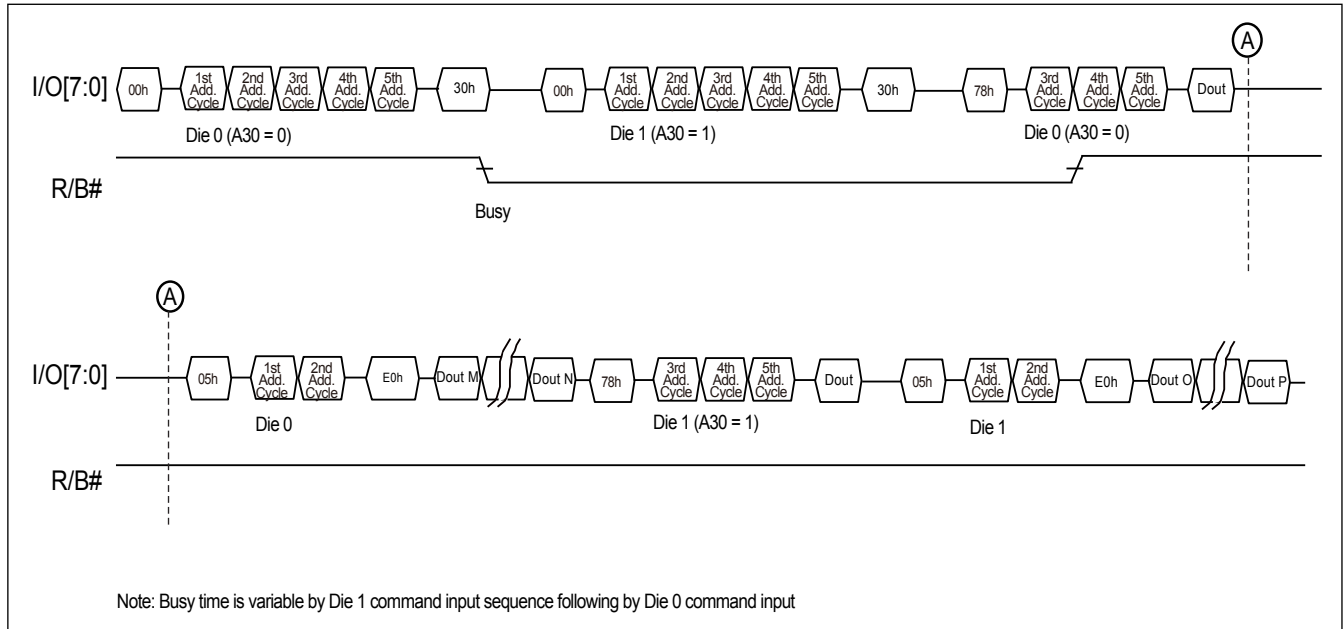 A
I/O[7:0] 00h 1st Add. Cycle 2nd Add. Cycle 3rd Add. Cycle 4th Add. Cycle 5th Add. Cycle 30h 00h 1st Add. Cycle 2nd Add. Cycle 3rd Add. Cycle 4th Add. Cycle 5th Add. Cycle 30h 78h 3rd Add. Cycle 4th Add. Cycle 5th Add. Cycle Dout
Die 0 (A30 = 0) Die 1 (A30 = 1) Die 0 (A30 = 0)
R/B#
Busy
A
I/O[7:0] 05h 1st Add. Cycle 2nd Add. Cycle E0h Dout M Dout N 78h 3rd Add. Cycle 4th Add. Cycle 5th Add. Cycle Dout 05h 1st Add. Cycle 2nd Add. Cycle E0h Dout O Dout P
Die 0 Die 1 (A30 = 1) Die 1
R/B#
Note: Busy time is variable by Die 1 command input sequence following by Die 0 command input